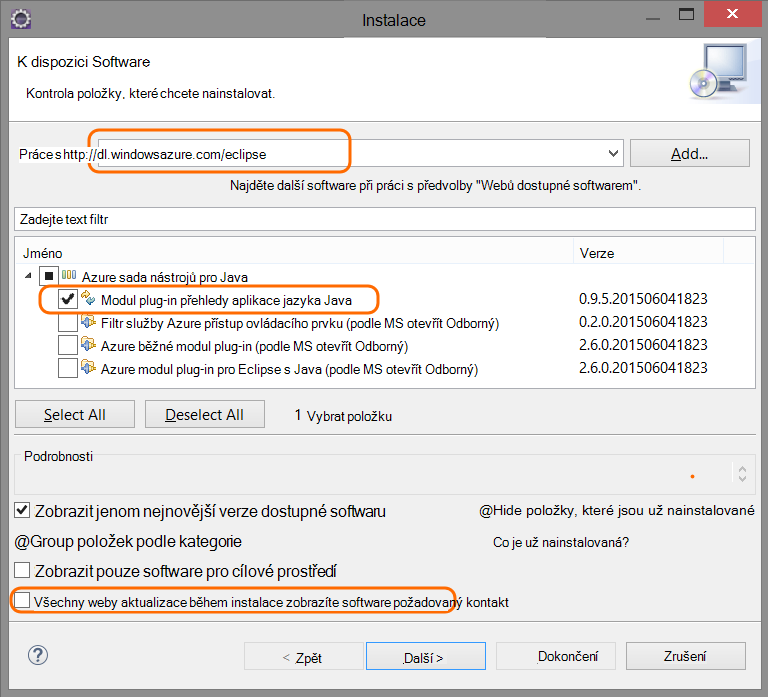 Instalace
K dispozici Software
Kontrola položky, které chcete nainstalovat.
Práce s http://dl.windowsazure.com/eclipse
Add...
Najděte další software při práci s předvolby "Webů dostupné softwarem".
Zadejte text filtr
Jméno Verze
Azure sada nástrojů pro Java
Modul plug-in přehledy aplikace jazyka Java 0.9.5.201506041823
Filtr služby Azure přístup ovládacího prvku (podle MS otevřít Odborný) 0.2.0.201506041823
Azure běžné modul plug-in (podle MS otevřít Odborný) 2.6.0.201506041823
Azure modul plug-in pro Eclipse s Java (podle MS otevřít Odborný) 2.6.0.201506041823
Select All Deselect All 1 Vybrat položku
Podrobnosti
Zobrazit jenom nejnovější verze dostupné softwaru @Hide položky, které jsou už nainstalované
@Group položek podle kategorie Co je už nainstalovaná?
Zobrazit pouze software pro cílové prostředí
Všechny weby aktualizace během instalace zobrazíte software požadovaný kontakt
? < Zpět Další > Dokončení Zrušení